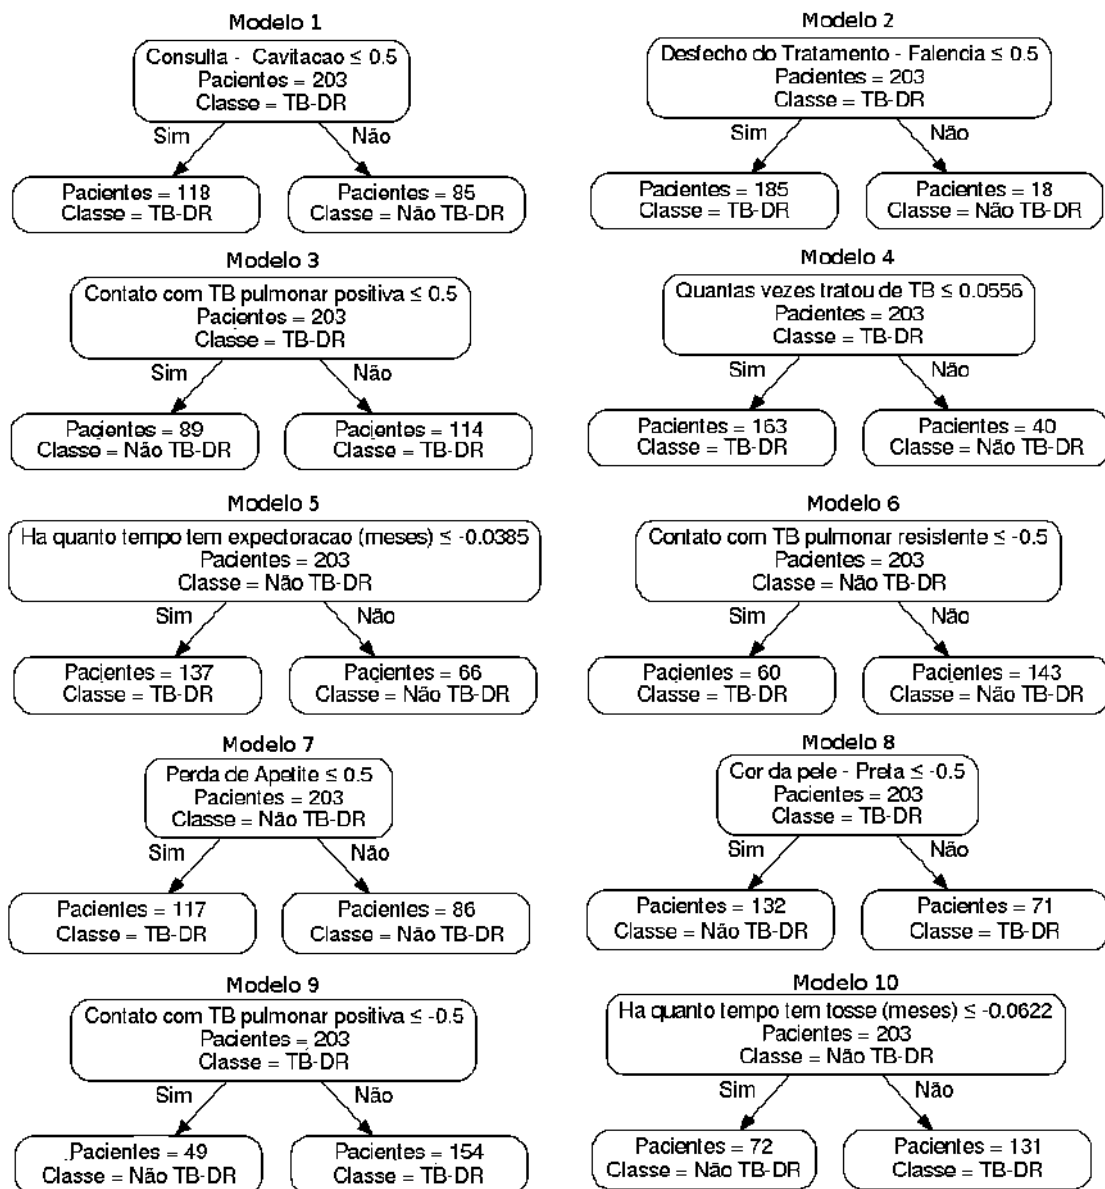 Modelo 1
Consulta - Cavitacao ≤ 0.5
Pacientes = 203
Classe = TB-DR
Sim
Não
Pacientes = 118
Classe = TB-DR
Pacientes = 85
Classe = Não TB-DR
Modelo 2
Desfecho do Tratamento - Falencia ≤ 0.5
Pacientes = 203
Classe = TB-DR
Sim
Não
Pacientes = 185
Classe = TB-DR
Pacientes = 18
Classe = Não TB-DR
Modelo 3
Contato com TB pulmonar positiva ≤ 0.5
Pacientes = 203
Classe = TB-DR
Sim
Não
Pacientes = 89
Classe = Não TB-DR
Pacientes = 114
Classe = TB-DR
Modelo 4
Quantas vezes tratou de TB ≤ 0.0556
Pacientes = 203
Classe = TB-DR
Sim
Não
Pacientes = 163
Classe = TB-DR
Pacientes = 40
Classe = Não TB-DR
Modelo 5
Ha quanto tempo tem expectoracao (meses) ≤ -0.0385
Pacientes = 203
Classe = Não TB-DR
Sim
Não
Pacientes = 137
Classe = TB-DR
Pacientes = 66
Classe = Não TB-DR
Modelo 6
Contato com TB pulmonar resistente ≤ -0.5
Pacientes = 203
Classe = Não TB-DR
Sim
Não
Pacientes = 60
Classe = TB-DR
Pacientes = 143
Classe = Não TB-DR
Modelo 7
Perda de Apetite ≤ 0.5
Pacientes = 203
Classe = Não TB-DR
Sim
Não
Pacientes = 117
Classe = TB-DR
Pacientes = 86
Classe = Não TB-DR
Modelo 8
Cor da pele - Preta ≤ -0.5
Pacientes = 203
Classe = TB-DR
Sim
Não
Pacientes = 132
Classe = Não TB-DR
Pacientes = 71
Classe = TB-DR
Modelo 9
Contato com TB pulmonar positiva ≤ -0.5
Pacientes = 203
Classe = TB-DR
Sim
Não
Pacientes = 49
Classe = Não TB-DR
Pacientes = 154
Classe = TB-DR
Modelo 10
Ha quanto tempo tem tosse (meses) ≤ -0.0622
Pacientes = 203
Classe = Não TB-DR
Sim
Não
Pacientes = 72
Classe = Não TB-DR
Pacientes = 131
Classe = TB-DR